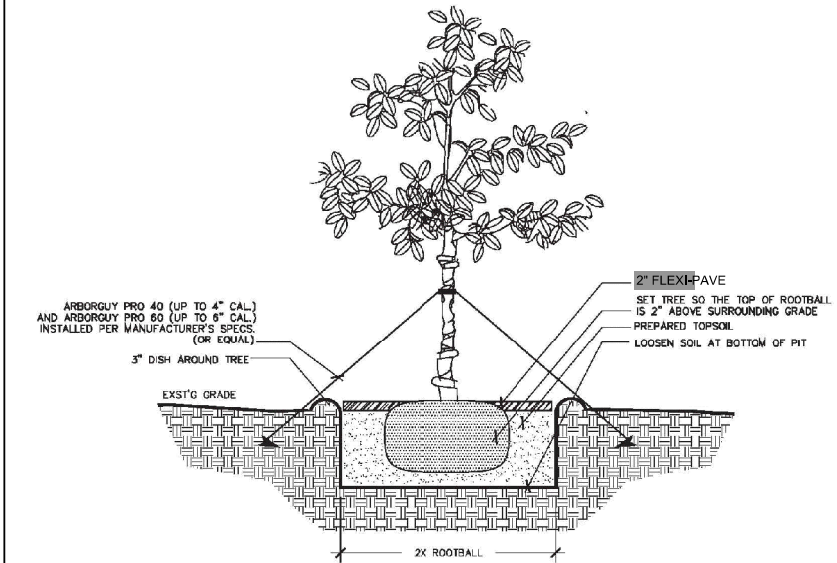 ARBORGUY PRO 40 (UP TO 4" CAL.)
AND ARBORGUY PRO 60 (UP TO 6" CAL.)
INSTALLED PER MANUFACTURER'S SPECS.
(OR EQUAL)
3" DISH AROUND TREE
EXST'G GRADE
2" FLEXI-PAVE
SET TREE SO THE TOP OF ROOTBALL
IS 2" ABOVE SURROUNDING GRADE
PREPARED TOPSOIL
LOOSEN SOIL AT BOTTOM OF PIT
2X ROOTBALL